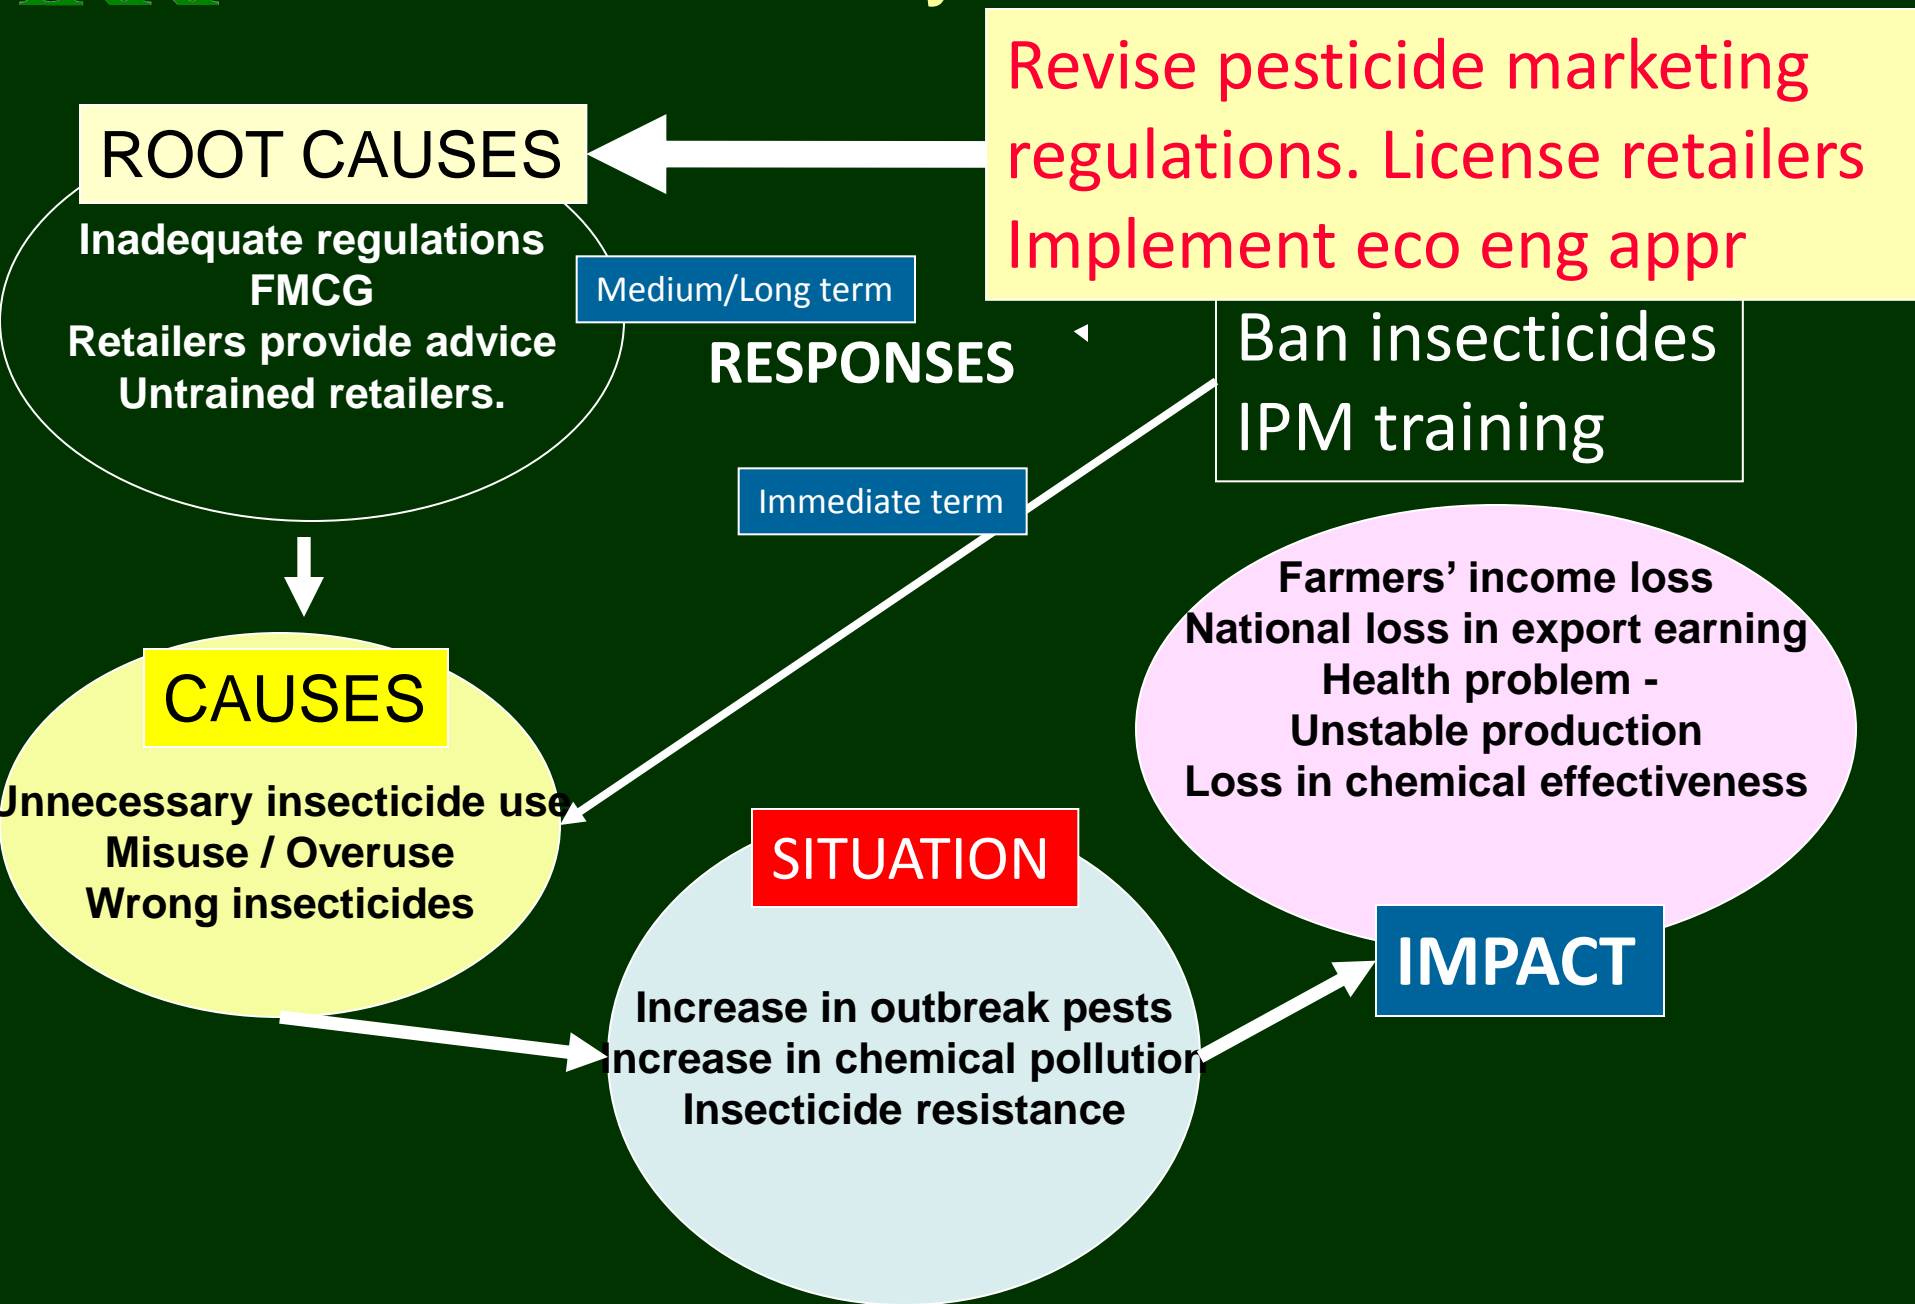 Revise pesticide marketing
regulations. License retailers
Implement eco eng appr
ROOT CAUSES
Inadequate regulations
FMCG
Retailers provide advice
Untrained retailers.
Medium/Long term
RESPONSES
Ban insecticides
IPM training
Immediate term
Farmers’ income loss
National loss in export earning
Health problem -
Unstable production
Loss in chemical effectiveness
IMPACT
CAUSES
Unnecessary insecticide use
Misuse / Overuse
Wrong insecticides
SITUATION
Increase in outbreak pests
Increase in chemical pollution
Insecticide resistance